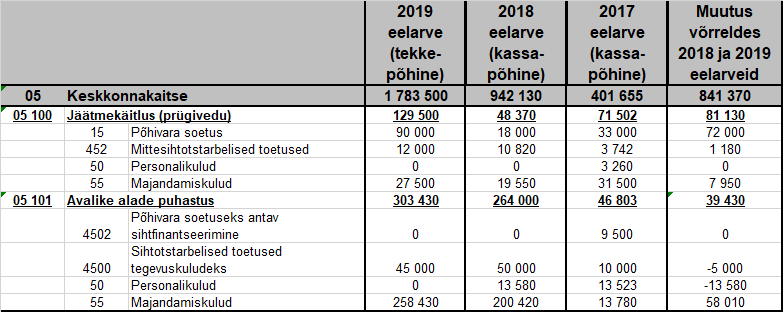 2019 eelarve (tekke-põhine) 2018 eelarve (kassa-põhine) 2017 eelarve (kassa-põhine) Muutus võrreldes 2018 ja 2019 eelarveid
05 Keskkonnakaitse 1 783 500 942 130 401 655 841 370
05 100 Jäätmekäitlus (prügivedu) 129 500 48 370 71 502 81 130
15 Põhivara soetus 90 000 18 000 33 000 72 000
452 Mittesihtotstarbelised toetused 12 000 10 820 3 742 1 180
50 Personalikulud 0 0 3 260 0
55 Majandamiskulud 27 500 19 550 31 500 7 950
05 101 Avalike alade puhastus 303 430 264 000 46 803 39 430
4502 Põhivara soetuseks antav sihtfinantseerimine 0 0 9 500 0
4500 Sihtotstarbelised toetused tegevuskuludeks 45 000 50 000 10 000 -5 000
50 Personalikulud 0 13 580 13 523 -13 580
55 Majandamiskulud 258 430 200 420 13 780 58 010